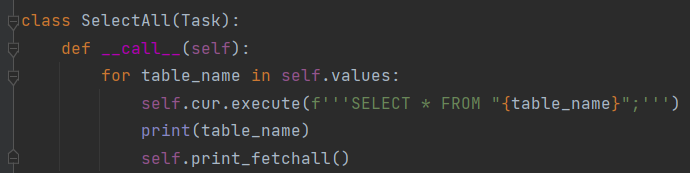 class SelectAll(Task):
    def __call__(self):
        for table_name in self.values:
            self.cur.execute(f'''SELECT * FROM "{table_name}";''')
            print(table_name)
            self.print_fetchall()